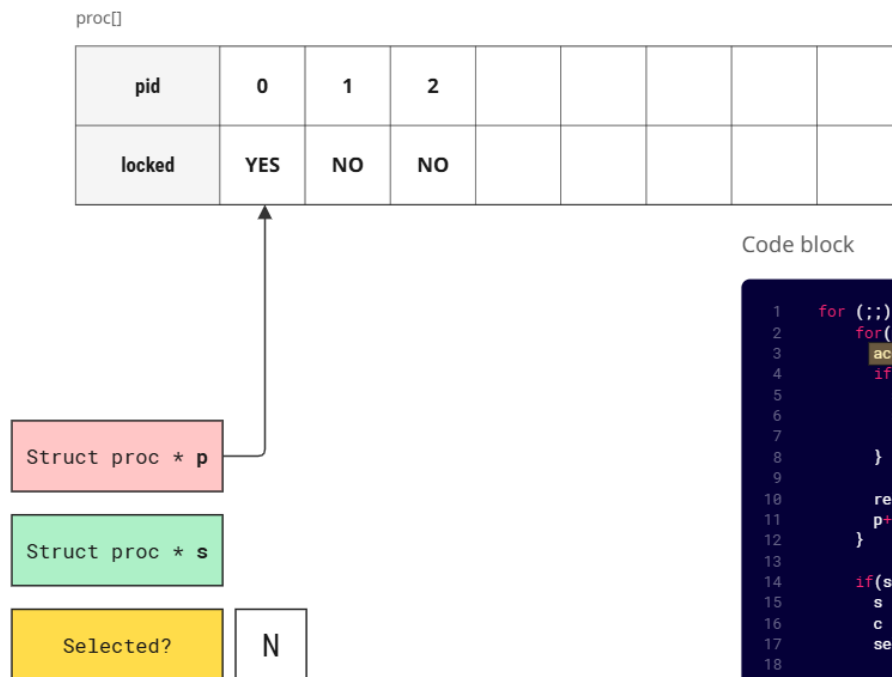 proc[]
pid 0 1 2
locked YES NO NO
Code block
1 for (;;)
2 for(
3 ac
4 if
5
6
7
8 }
9
10 re
11 p+
12 }
13
14 if(s
15 s
16 c
17 se
18
Struct proc * p
Struct proc * s
Selected? N